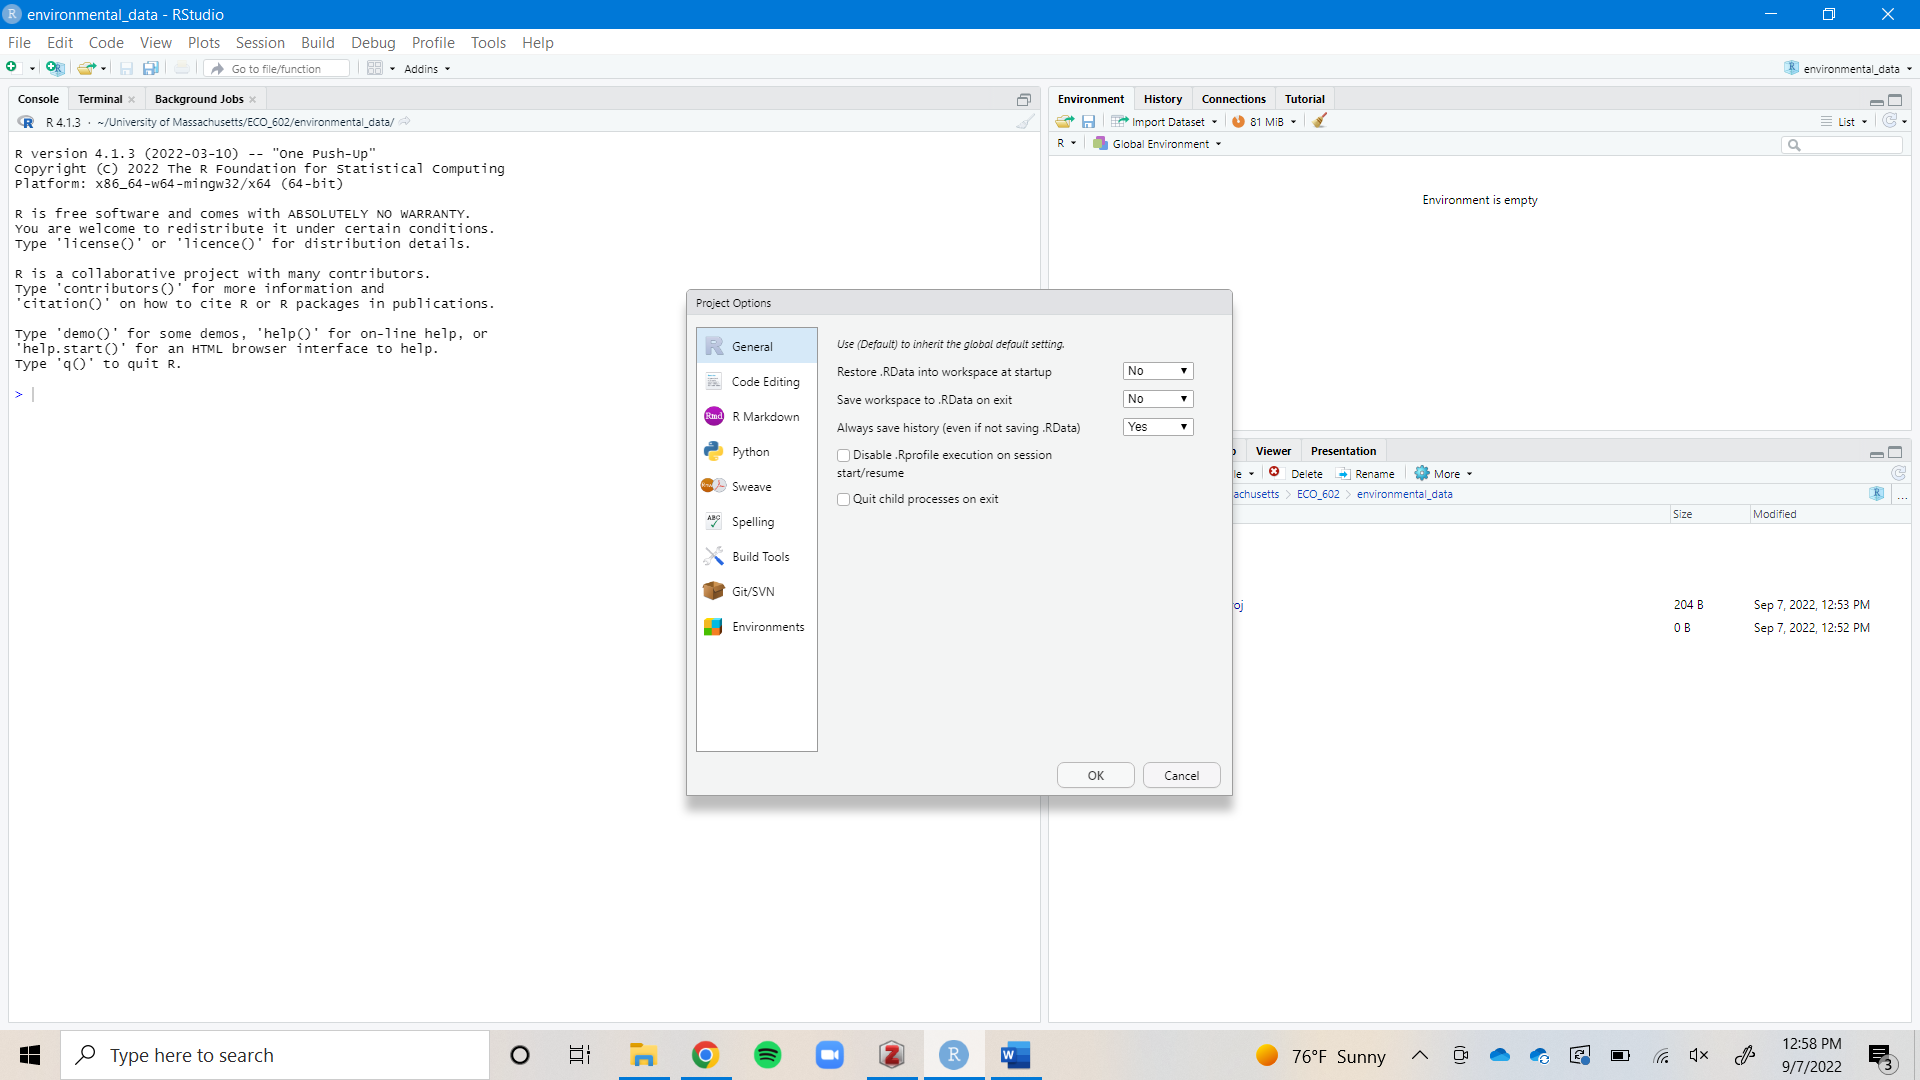 environmental_data - RStudio
File Edit Code View Plots Session Build Debug Profile Tools Help
Go to file/function Addins environmental_data
Console Terminal Background Jobs
R 4.1.3 · ~/University of Massachusetts/ECO_602/environmental_data/
R version 4.1.3 (2022-03-10) -- "One Push-Up"
Copyright (C) 2022 The R Foundation for Statistical Computing
Platform: x86_64-w64-mingw32/x64 (64-bit)
R is free software and comes with ABSOLUTELY NO WARRANTY.
You are welcome to redistribute it under certain conditions.
Type 'license()' or 'licence()' for distribution details.
R is a collaborative project with many contributors.
Type 'contributors()' for more information and
'citation()' on how to cite R or R packages in publications.
Type 'demo()' for some demos, 'help()' for on-line help, or
'help.start()' for an HTML browser interface to help.
Type 'q()' to quit R.
>
Environment History Connections Tutorial
Import Dataset 81 MiB List
R Global Environment
Environment is empty
Project Options
General
Code Editing
R Markdown
Python
Sweave
Spelling
Build Tools
Git/SVN
Environments
Use (Default) to inherit the global default setting.
Restore .RData into workspace at startup No
Save workspace to .RData on exit No
Always save history (even if not saving .RData) Yes
Disable .Rprofile execution on session
start/resume
Quit child processes on exit
OK Cancel
Viewer Presentation
le Delete Rename More
achusetts ECO_602 environmental_data ...
Size Modified
oj 204 B Sep 7, 2022, 12:53 PM
0 B Sep 7, 2022, 12:52 PM
Type here to search
76°F Sunny
12:58 PM
9/7/2022
3